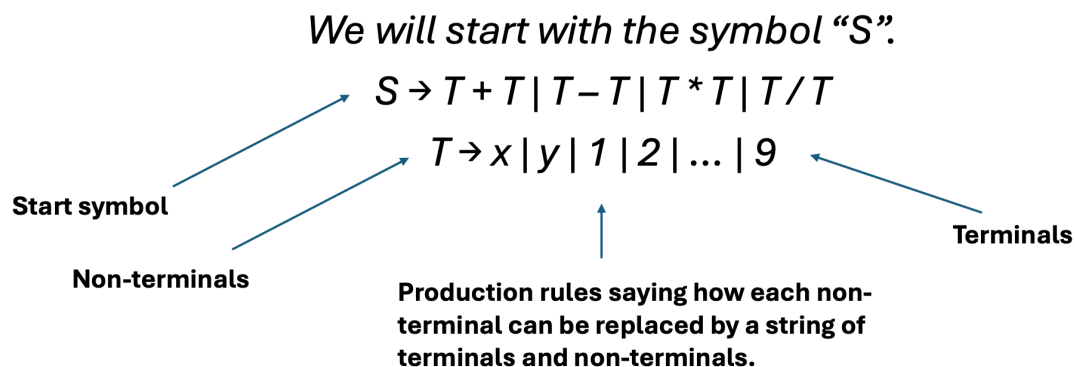 We will start with the symbol “S”.
S → T + T | T – T | T * T | T / T
T → x | y | 1 | 2 | ... | 9
Start symbol
Non-terminals
Terminals
Production rules saying how each non-
terminal can be replaced by a string of
terminals and non-terminals.